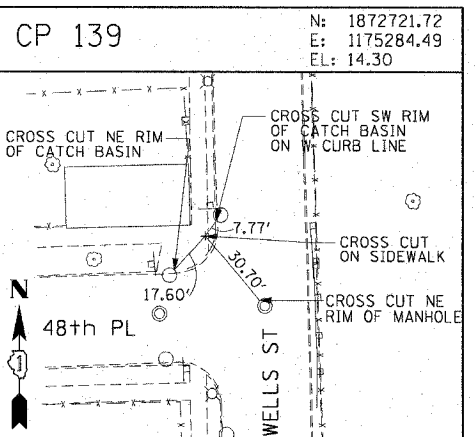 CP 139
N: 1872721.72
E: 1175284.49
EL: 14.30
CROSS CUT NE RIM
OF CATCH BASIN
CROSS CUT SW RIM
OF CATCH BASIN
ON W CURB LINE
7.77'
CROSS CUT
ON SIDEWALK
30.70'
17.60'
CROSS CUT NE
RIM OF MANHOLE
N
1
48th PL
WELLS ST